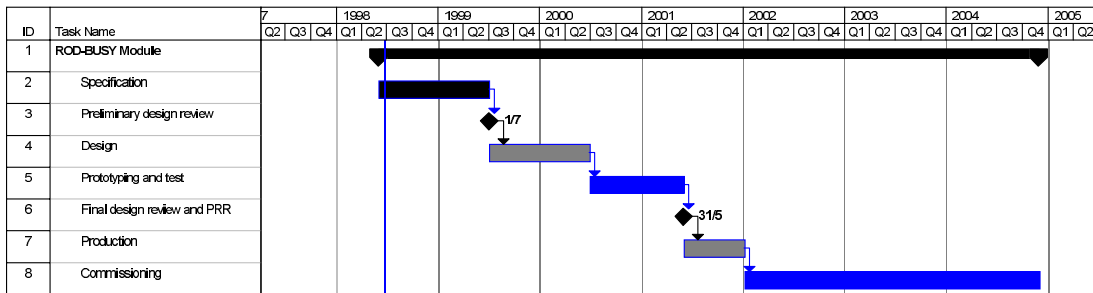 7 1998 1999 2000 2001 2002 2003 2004 2005
ID Task Name Q2 Q3 Q4 Q1 Q2 Q3 Q4 Q1 Q2 Q3 Q4 Q1 Q2 Q3 Q4 Q1 Q2 Q3 Q4 Q1 Q2 Q3 Q4 Q1 Q2 Q3 Q4 Q1 Q2 Q3 Q4 Q1 Q2
1 ROD-BUSY Module
2 Specification
3 Preliminary design review 1/7
4 Design
5 Prototyping and test
6 Final design review and PRR 31/5
7 Production
8 Commissioning